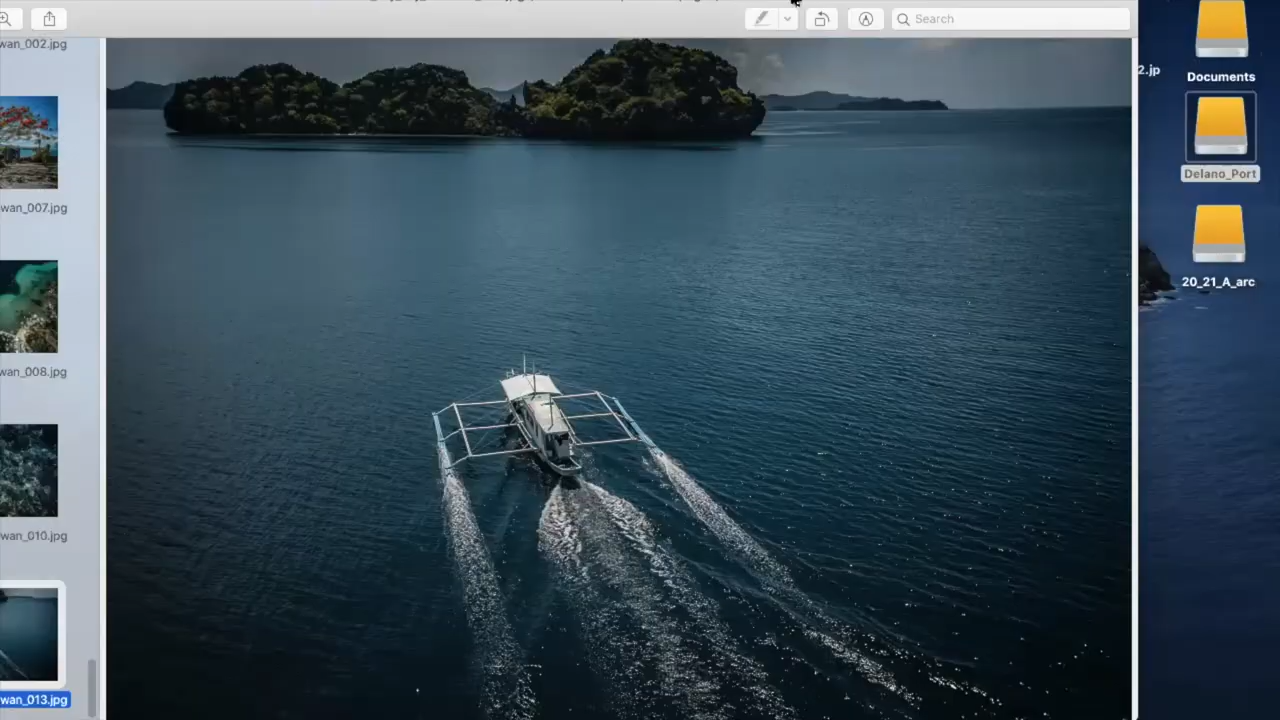 Search
wan_002.jpg
2.jp
Documents
Delano_Port
wan_007.jpg
20_21_A_arc
wan_008.jpg
wan_010.jpg
wan_013.jpg